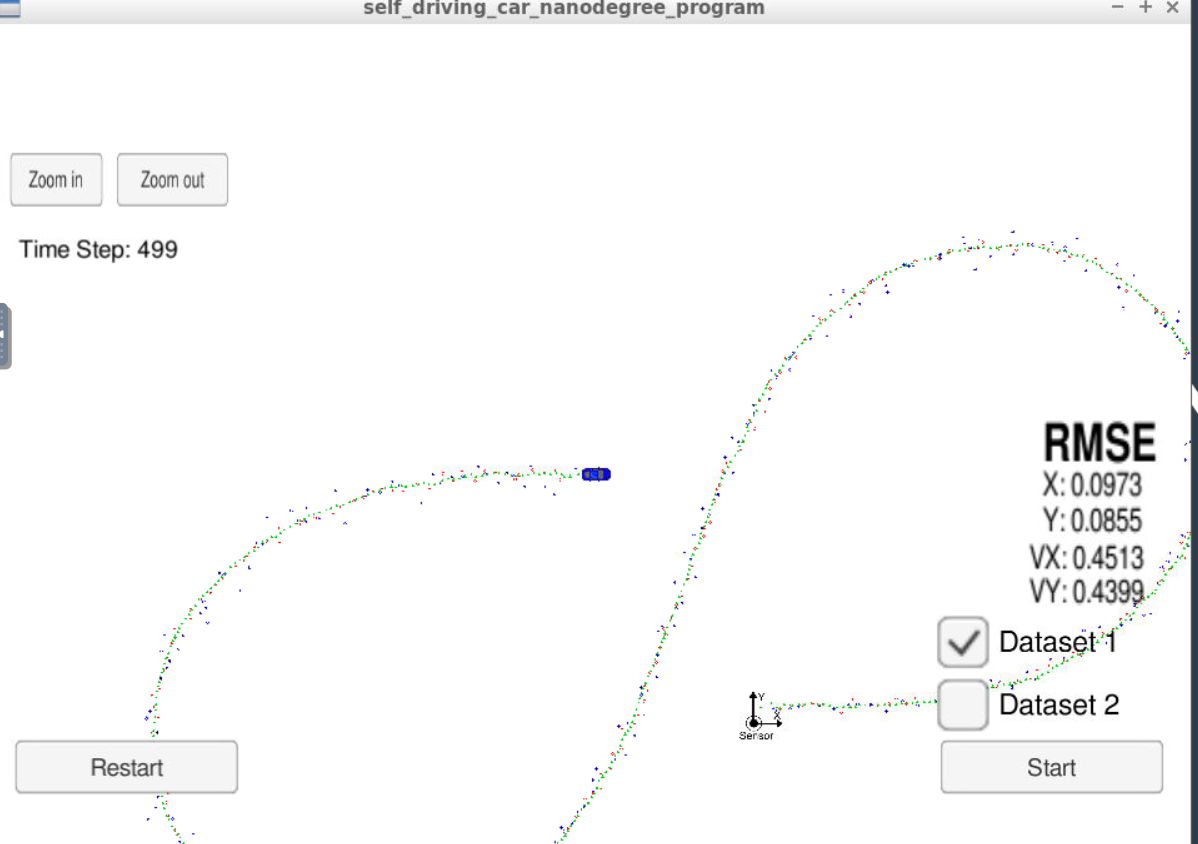 self_driving_car_nanodegree_program
Zoom in
Zoom out
Time Step: 499
RMSE
X: 0.0973
Y: 0.0855
VX: 0.4513
VY: 0.4399
Dataset 1
Dataset 2
Y
X
Sensor
Restart
Start